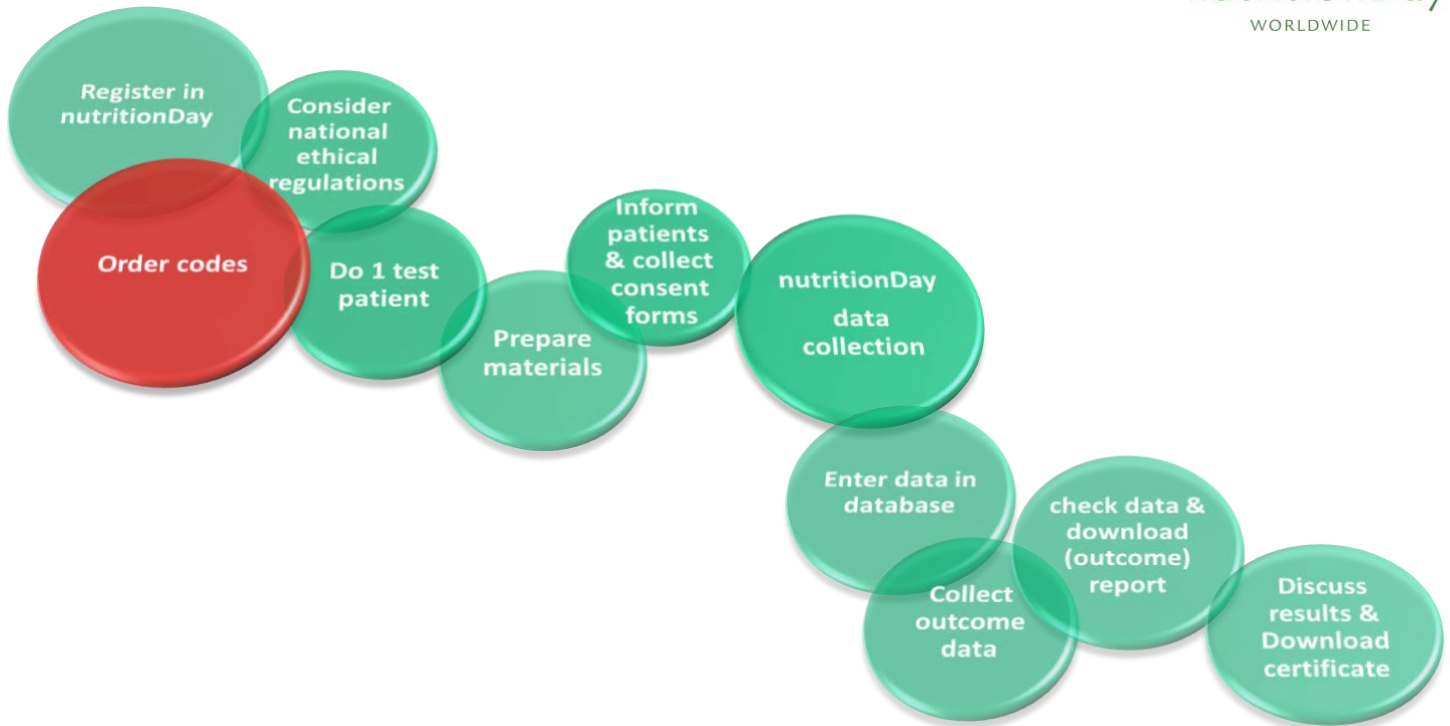 WORLDWIDE
Register in
nutritionDay
Consider
national
ethical
regulations
Order codes
Do 1 test
patient
Prepare
materials
Inform
patients
& collect
consent
forms
nutritionDay
data
collection
Enter data in
database
Collect
outcome
data
check data &
download
(outcome)
report
Discuss
results &
Download
certificate